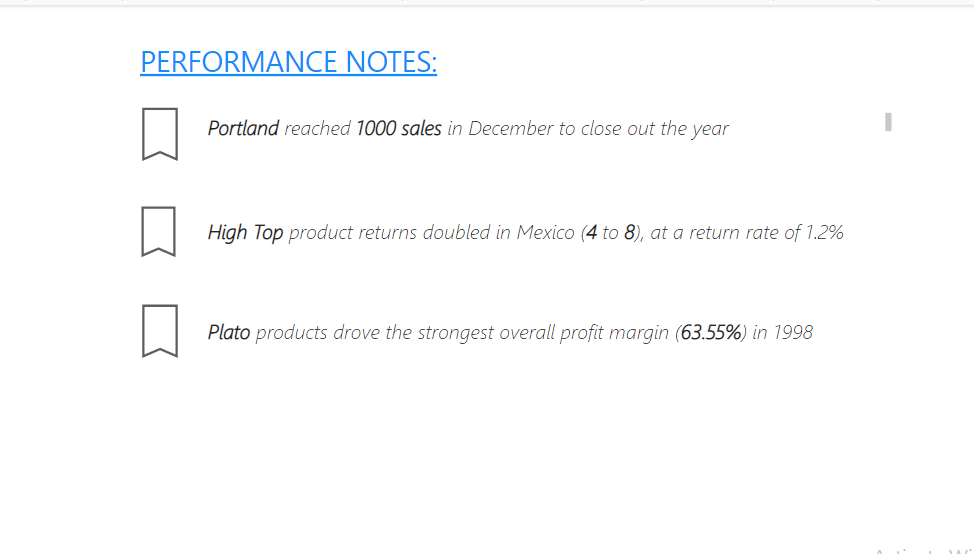 PERFORMANCE NOTES:
Portland reached 1000 sales in December to close out the year
High Top product returns doubled in Mexico (4 to 8), at a return rate of 1.2%
Plato products drove the strongest overall profit margin (63.55%) in 1998